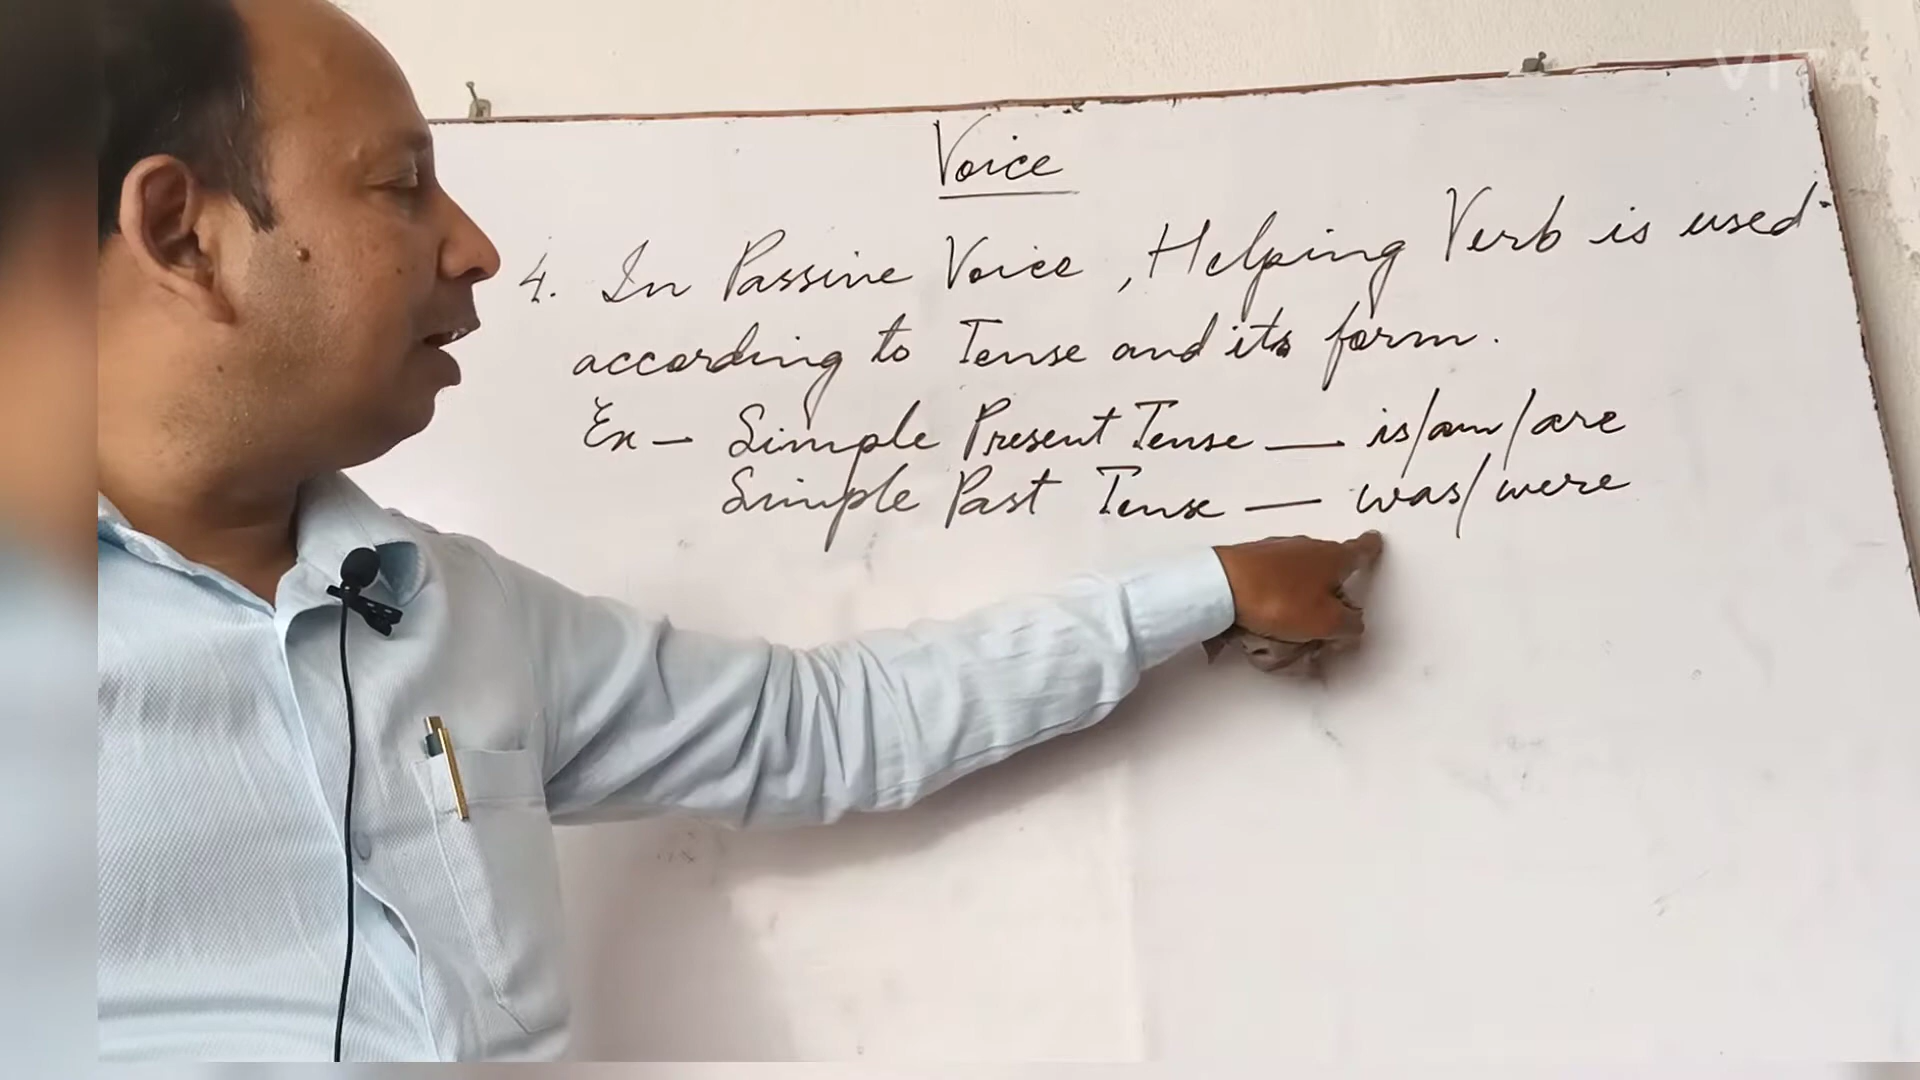 Voice
4. In Passive Voice, Helping Verb is used
according to Tense and its form.
Ex - Simple Present Tense — is/am/are
Simple Past Tense — was/were